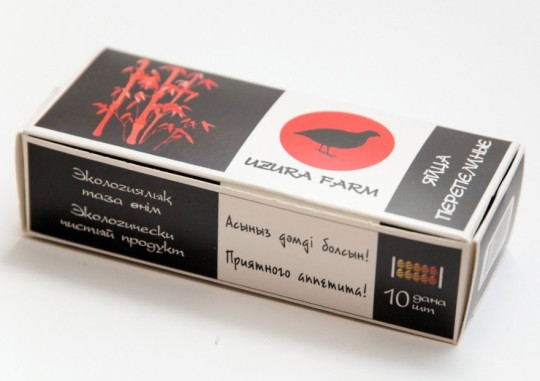 UZURA FARM
ЯЙЦА
ПЕРЕПЕЛИНЫЕ
Экологиялық
таза өнім
Экологически
чистый продукт
Асыңыз дәмді болсын!
Приятного аппетита!
10 дана
шт